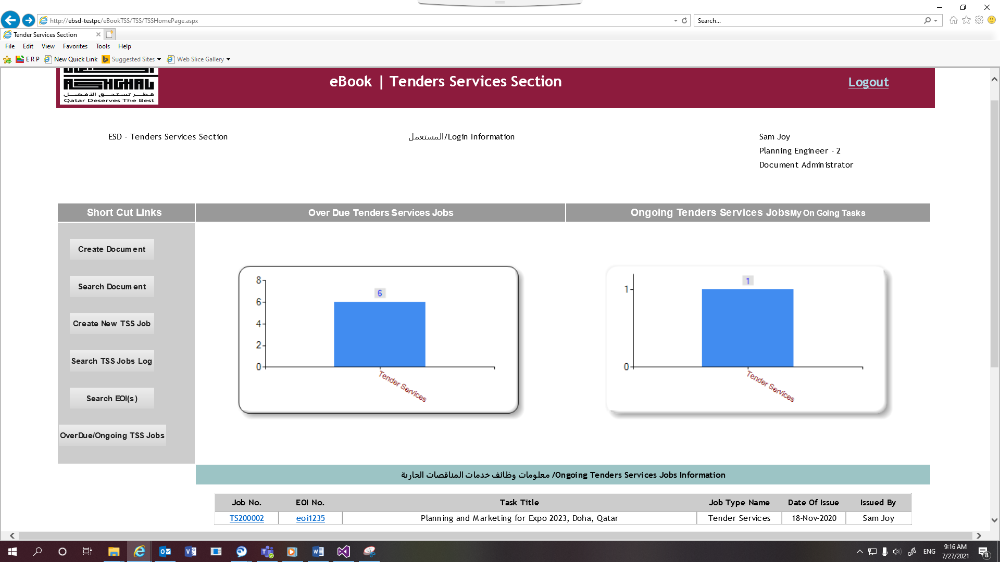 http://ebsd-testpc/eBookTSS/TSS/TSSHomePage.aspx
Search...
Tender Services Section
File Edit View Favorites Tools Help
E R P New Quick Link Suggested Sites Web Slice Gallery
ASHGHAL
قطر تستحق الأفضل
Qatar Deserves The Best
eBook | Tenders Services Section
Logout
ESD - Tenders Services Section
المستعمل/Login Information
Sam Joy
Planning Engineer - 2
Document Administrator
Short Cut Links
Over Due Tenders Services Jobs
Ongoing Tenders Services JobsMy On Going Tasks
Create Document
Search Document
Create New TSS Job
Search TSS Jobs Log
Search EOI(s)
OverDue/Ongoing TSS Jobs
8
6
4
2
0
6
Tender Services
1
0
1
Tender Services
معلومات وظائف خدمات المناقصات الجارية /Ongoing Tenders Services Jobs Information
Job No. EOI No. Task Title Job Type Name Date Of Issue Issued By
TS200002 eoi1235 Planning and Marketing for Expo 2023, Doha, Qatar Tender Services 18-Nov-2020 Sam Joy
ENG
9:16 AM
7/27/2021
8